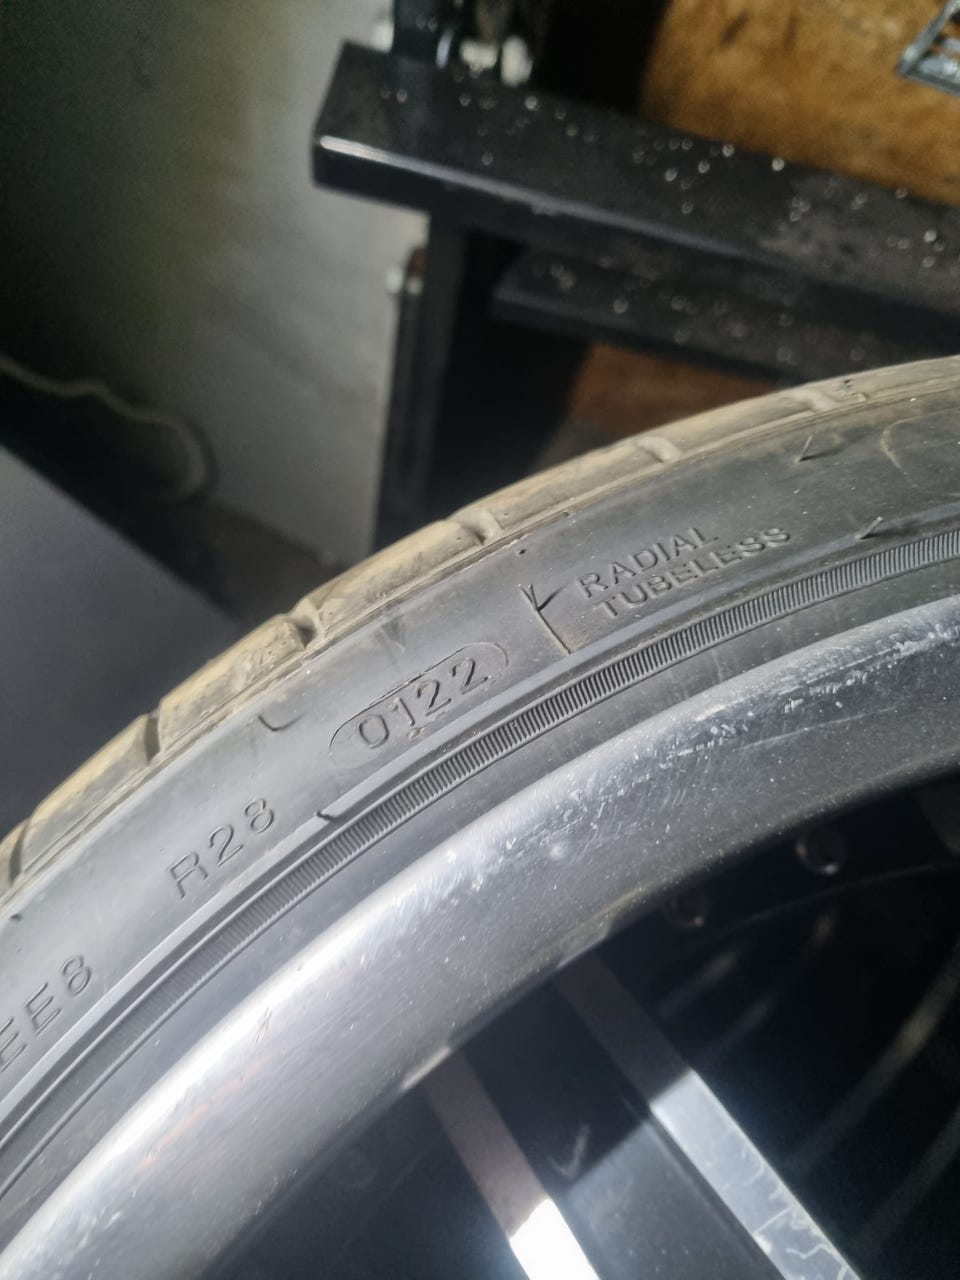 RADIAL
TUBELESS
0122
R28
EE8